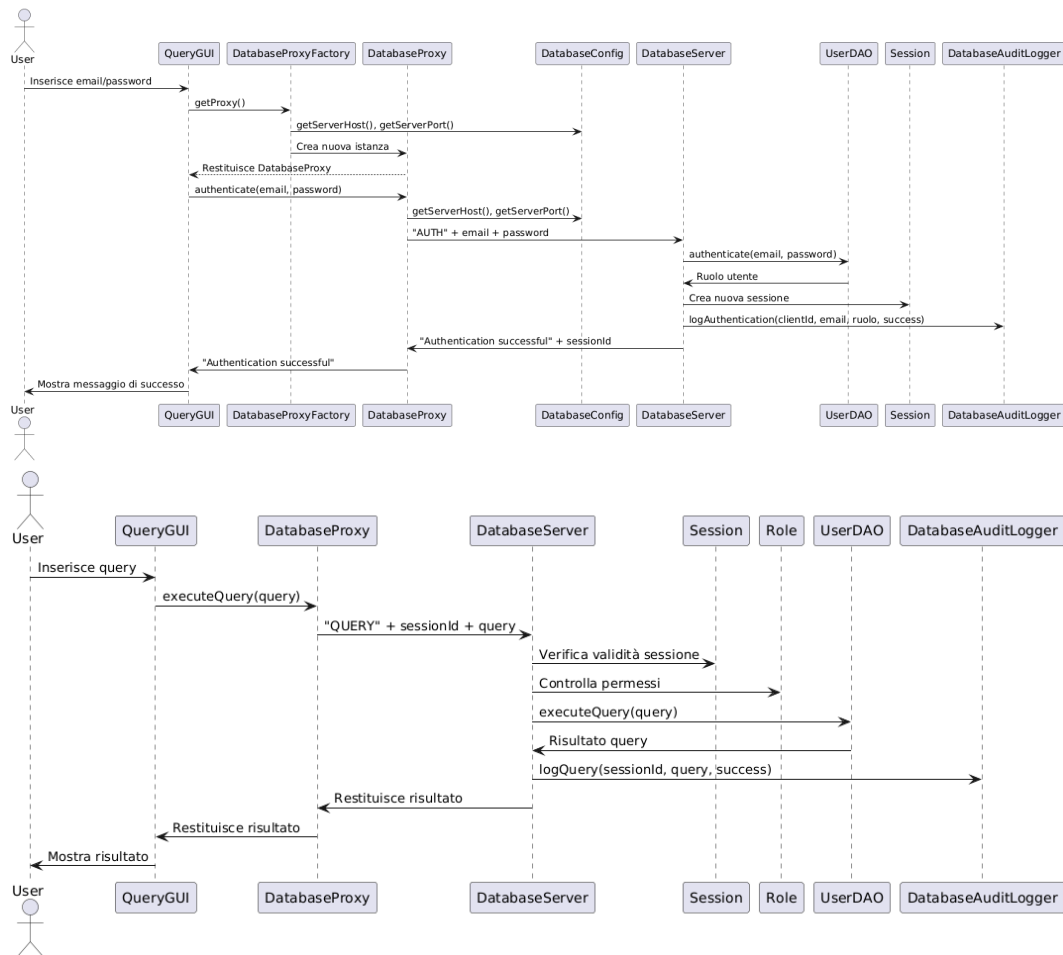 User
QueryGUI DatabaseProxyFactory DatabaseProxy DatabaseConfig DatabaseServer UserDAO Session DatabaseAuditLogger
Inserisce email/password
getProxy()
getServerHost(), getServerPort()
Crea nuova istanza
Restituisce DatabaseProxy
authenticate(email, password)
getServerHost(), getServerPort()
"AUTH" + email + password
authenticate(email, password)
Ruolo utente
Crea nuova sessione
logAuthentication(clientId, email, ruolo, success)
"Authentication successful" + sessionId
"Authentication successful"
Mostra messaggio di successo
User
QueryGUI DatabaseProxyFactory DatabaseProxy DatabaseConfig DatabaseServer UserDAO Session DatabaseAuditLogger
User
QueryGUI DatabaseProxy DatabaseServer Session Role UserDAO DatabaseAuditLogger
Inserisce query
executeQuery(query)
"QUERY" + sessionId + query
Verifica validità sessione
Controlla permessi
executeQuery(query)
Risultato query
logQuery(sessionId, query, success)
Restituisce risultato
Restituisce risultato
Mostra risultato
User
QueryGUI DatabaseProxy DatabaseServer Session Role UserDAO DatabaseAuditLogger